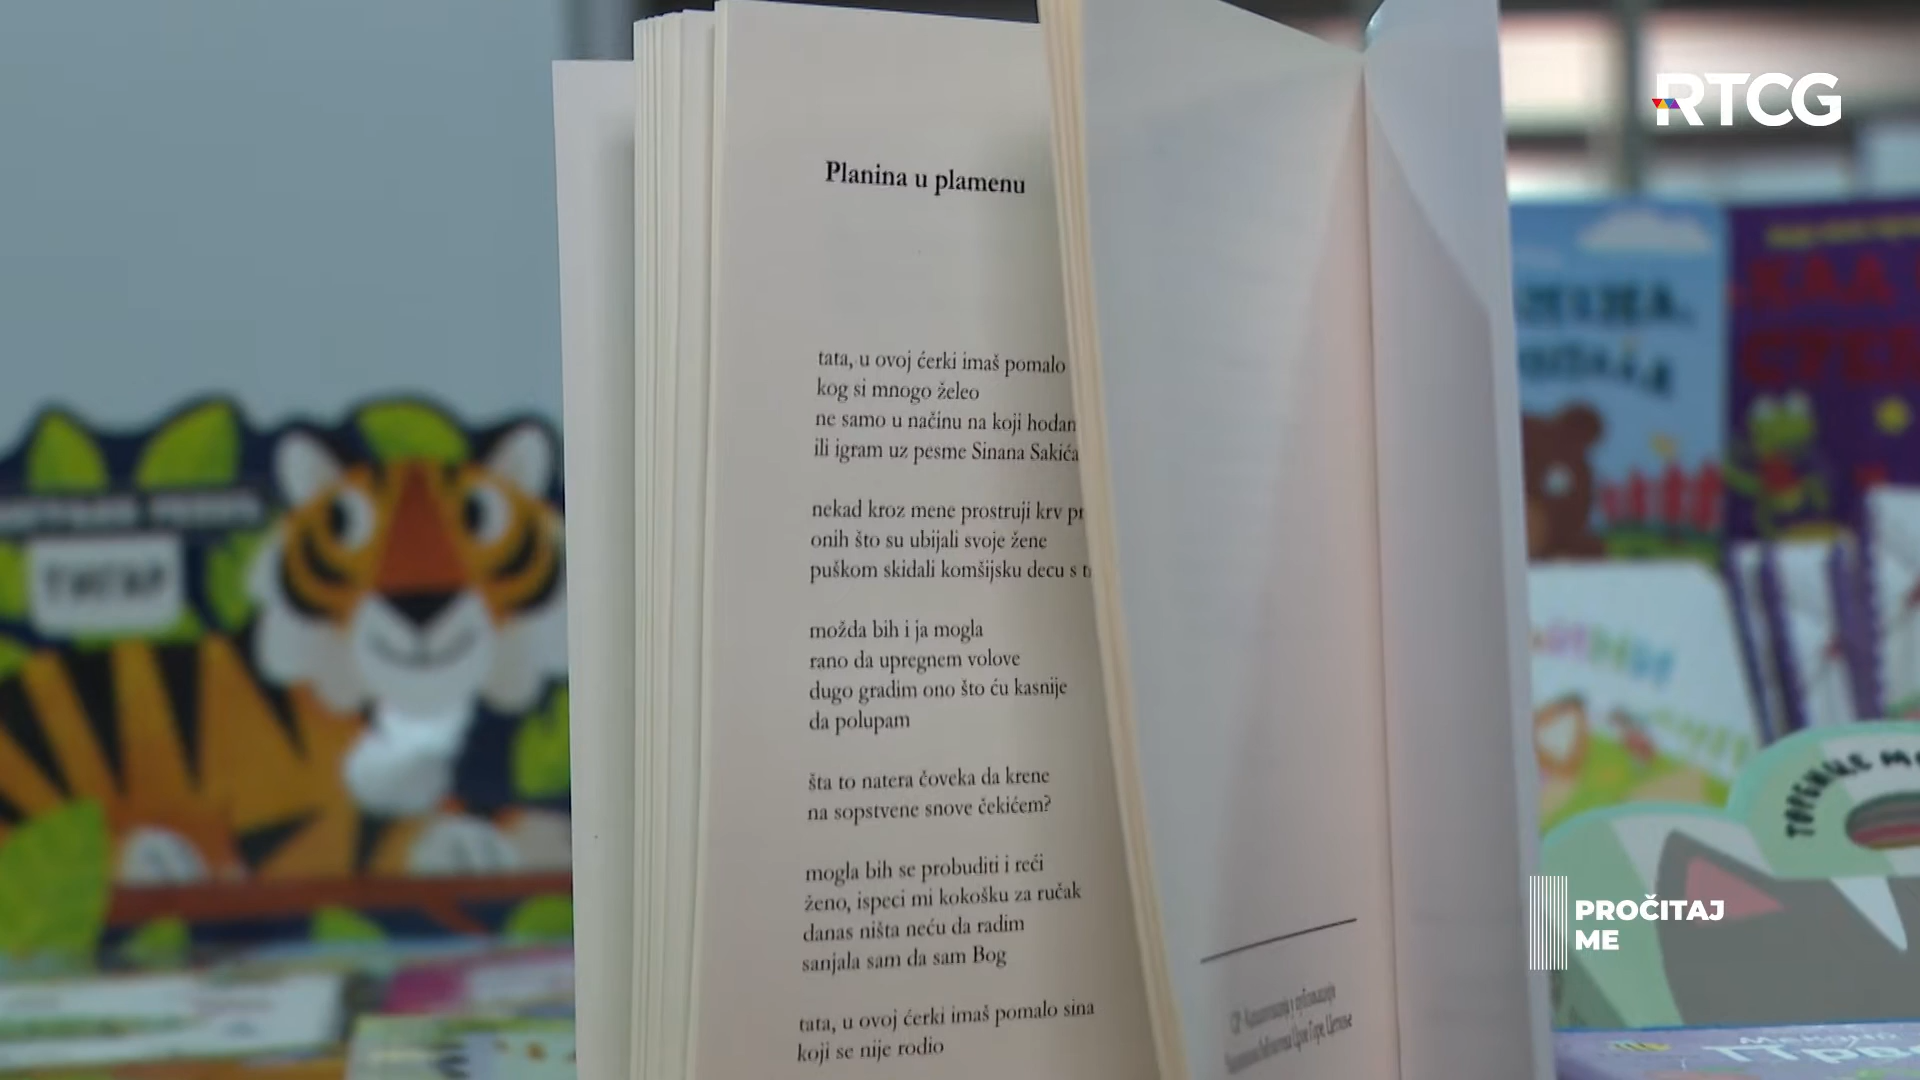 RTCG
Planina u plamenu
tata, u ovoj ćerki imaš pomalo
kog si mnogo želeo
ne samo u načinu na koji hodam
ili igram uz pesme Sinana Sakića
nekad kroz mene prostruji krv
onih što su ubijali svoje žene
puškom skidali komšijsku decu s
možda bih i ja mogla
rano da upregnem volove
dugo gradim ono što ću kasnije
da polupam
šta to natera čoveka da krene
na sopstvene snove čekićem?
mogla bih se probuditi i reći
ženo, ispeci mi kokošku za ručak
danas ništa neću da radim
sanjala sam da sam Bog
tata, u ovoj ćerki imaš pomalo sina
koji se nije rodio
ТИГАР
PROČITAJ
ME